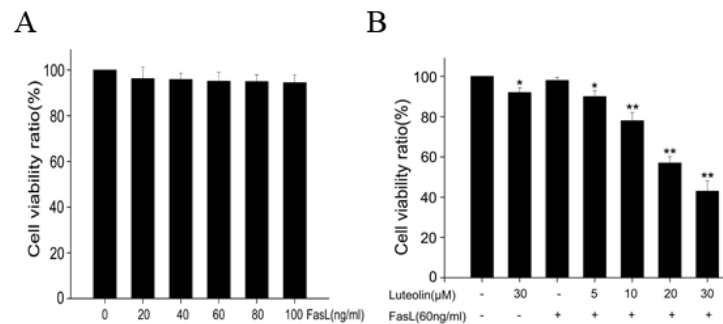 A
Cell viability ratio(%)
100
80
60
40
20
0
0 20 40 60 80 100 FasL(ng/ml)
B
Cell viability ratio(%)
100
80
60
40
20
0
* * ** ** **
Luteolin(μM) - 30 - 5 10 20 30
FasL(60ng/ml) - - + + + + +